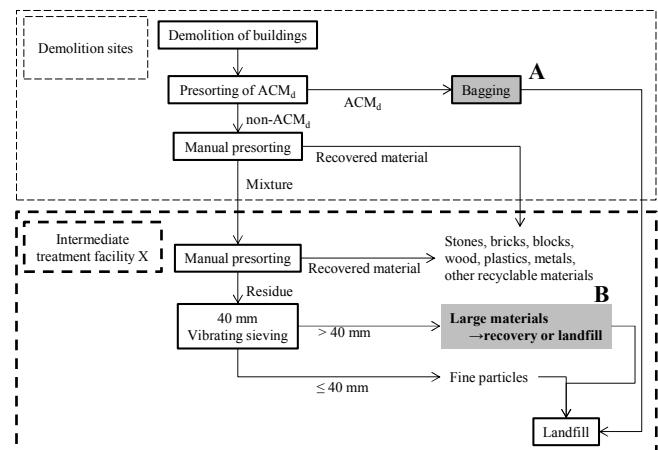 Demolition sites
Demolition of buildings
Presorting of ACMd
ACMd
Bagging
A
non-ACMd
Manual presorting
Recovered material
Mixture
Intermediate
treatment facility X
Manual presorting
Recovered material
Stones, bricks, blocks,
wood, plastics, metals,
other recyclable materials
Residue
40 mm
Vibrating sieving
> 40 mm
B
Large materials
→recovery or landfill
≤ 40 mm
Fine particles
Landfill